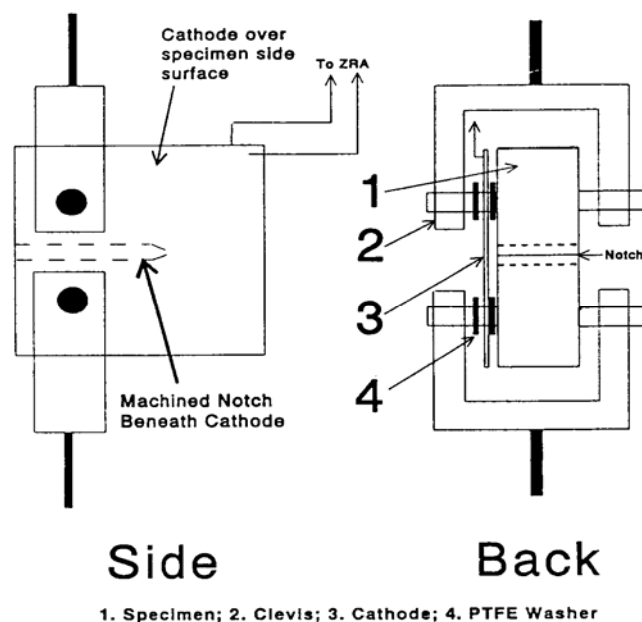 Cathode over
specimen side
surface
To ZRA
1
2
Notch
3
4
Machined Notch
Beneath Cathode
Side
Back
1. Specimen; 2. Clevis; 3. Cathode; 4. PTFE Washer